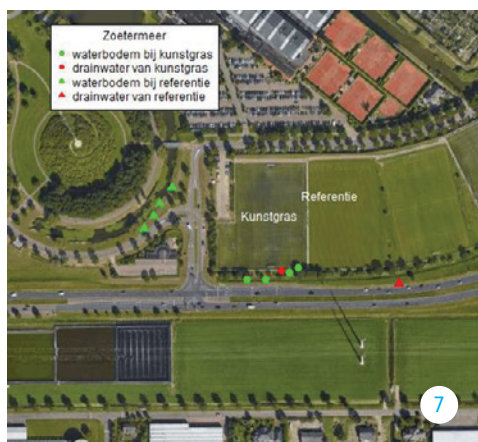 Zoetermeer
waterbodem bij kunstgras
drainwater van kunstgras
waterbodem bij referentie
drainwater van referentie
Referentie
Kunstgras
7